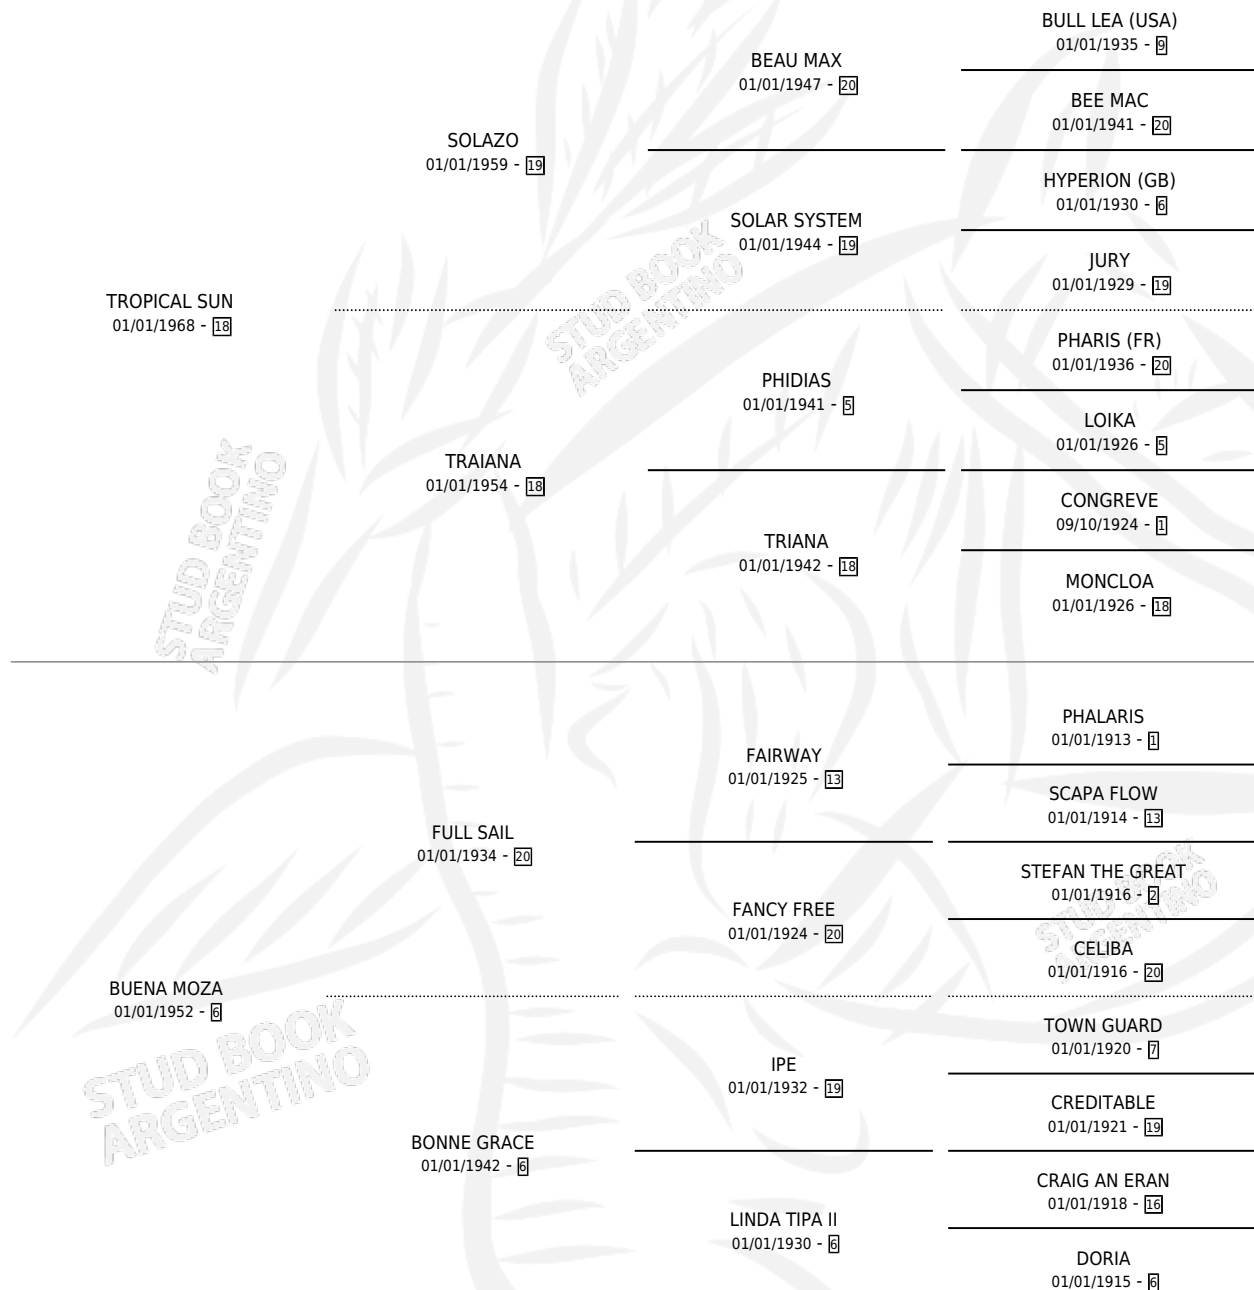 BULL LEA (USA)
01/01/1935 - 9
BEAU MAX
01/01/1947 - 20
BEE MAC
01/01/1941 - 20
SOLAZO
01/01/1959 - 19
HYPERION (GB)
01/01/1930 - 6
SOLAR SYSTEM
01/01/1944 - 19
JURY
01/01/1929 - 19
TROPICAL SUN
01/01/1968 - 18
PHARIS (FR)
01/01/1936 - 20
PHIDIAS
01/01/1941 - 5
LOIKA
01/01/1926 - 5
TRAIANA
01/01/1954 - 18
CONGREVE
09/10/1924 - 1
TRIANA
01/01/1942 - 18
MONCLOA
01/01/1926 - 18
PHALARIS
01/01/1913 - 1
FAIRWAY
01/01/1925 - 13
SCAPA FLOW
01/01/1914 - 13
FULL SAIL
01/01/1934 - 20
STEFAN THE GREAT
01/01/1916 - 2
FANCY FREE
01/01/1924 - 20
CELIBA
01/01/1916 - 20
BUENA MOZA
01/01/1952 - 6
TOWN GUARD
01/01/1920 - 7
IPE
01/01/1932 - 19
CREDITABLE
01/01/1921 - 19
BONNE GRACE
01/01/1942 - 6
CRAIG AN ERAN
01/01/1918 - 16
LINDA TIPA II
01/01/1930 - 6
DORIA
01/01/1915 - 6
STUD BOOK
ARGENTINO
STUD BOOK
ARGENTINO
STUD BOOK
ARGENTINO
STUD BOOK
ARGENTINO